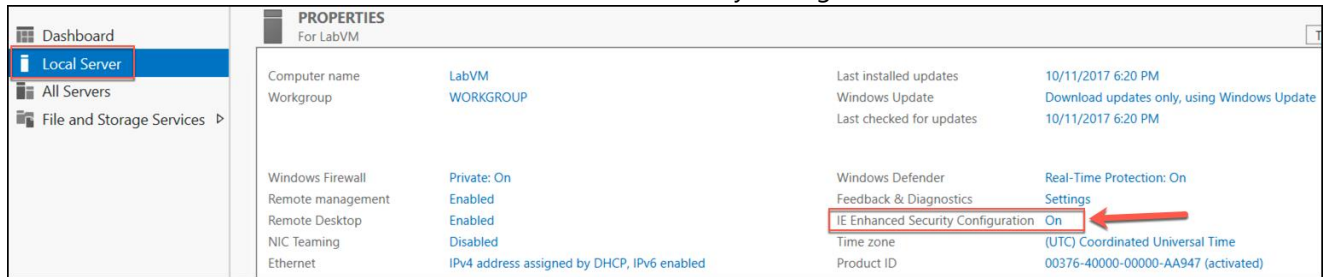 PROPERTIES
For LabVM
Dashboard
Local Server
All Servers
File and Storage Services
Computer name LabVM Last installed updates 10/11/2017 6:20 PM
Workgroup WORKGROUP Windows Update Download updates only, using Windows Update
Last checked for updates 10/11/2017 6:20 PM
Windows Firewall Private: On Windows Defender Real-Time Protection: On
Remote management Enabled Feedback & Diagnostics Settings
Remote Desktop Enabled IE Enhanced Security Configuration On
NIC Teaming Disabled Time zone (UTC) Coordinated Universal Time
Ethernet IPv4 address assigned by DHCP, IPv6 enabled Product ID 00376-40000-00000-AA947 (activated)